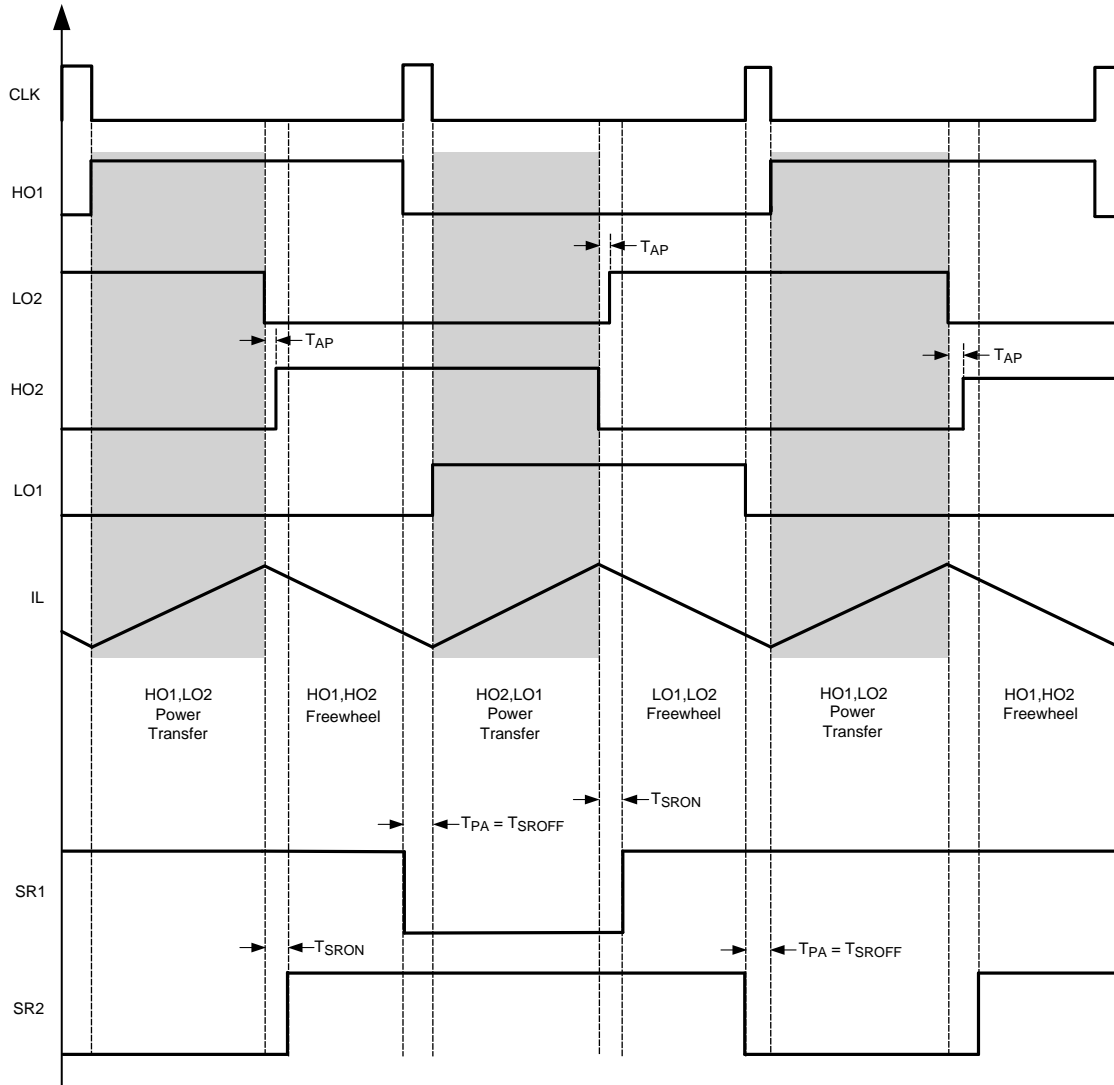 CLK
HO1
TAP
LO2
TAP
TAP
HO2
LO1
IL
HO1,LO2
Power
Transfer
HO1,HO2
Freewheel
HO2,LO1
Power
Transfer
LO1,LO2
Freewheel
HO1,LO2
Power
Transfer
HO1,HO2
Freewheel
TSRON
TPA = TSROFF
SR1
TSRON
TPA = TSROFF
SR2